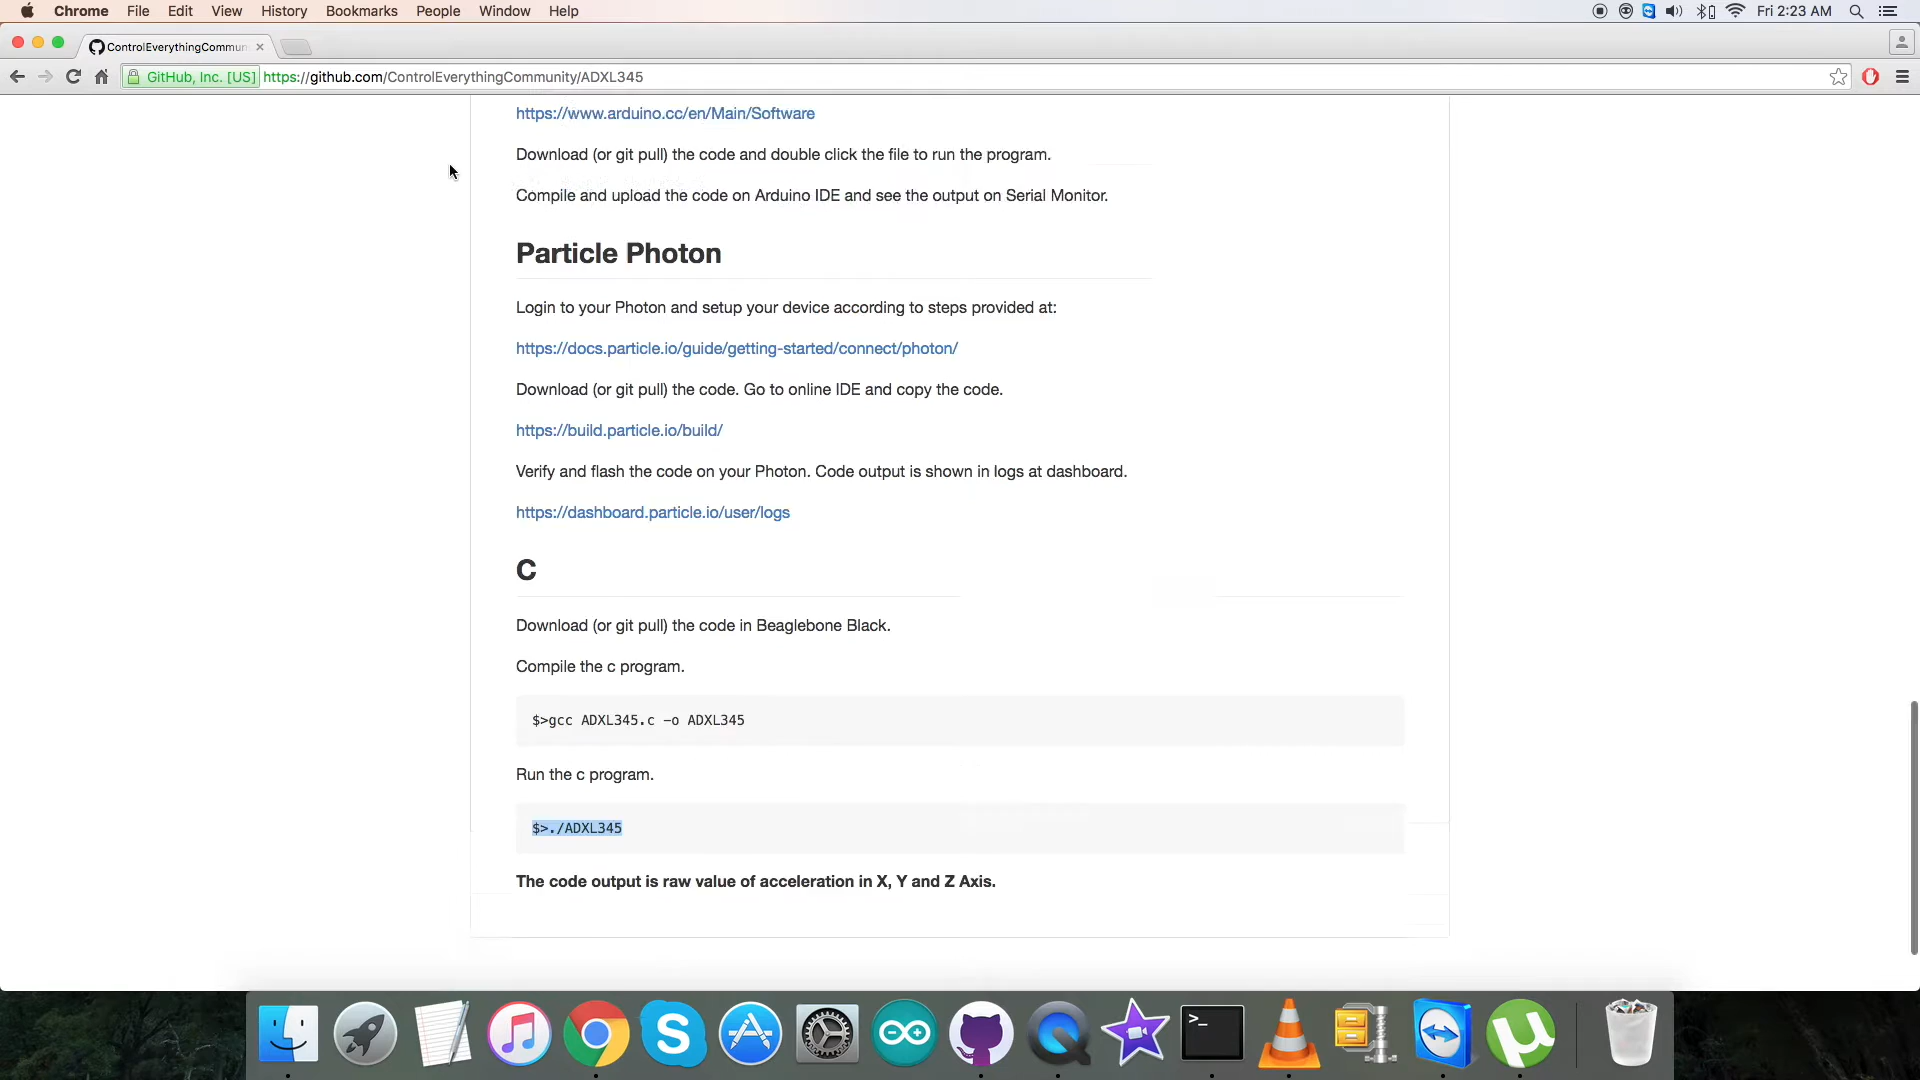 Chrome File Edit View History Bookmarks People Window Help Fri 2:23 AM
ControlEverythingCommun
GitHub, Inc. [US] https://github.com/ControlEverythingCommunity/ADXL345
https://www.arduino.cc/en/Main/Software
Download (or git pull) the code and double click the file to run the program.
Compile and upload the code on Arduino IDE and see the output on Serial Monitor.
Particle Photon
Login to your Photon and setup your device according to steps provided at:
https://docs.particle.io/guide/getting-started/connect/photon/
Download (or git pull) the code. Go to online IDE and copy the code.
https://build.particle.io/build/
Verify and flash the code on your Photon. Code output is shown in logs at dashboard.
https://dashboard.particle.io/user/logs
C
Download (or git pull) the code in Beaglebone Black.
Compile the c program.
$>gcc ADXL345.c -o ADXL345
Run the c program.
$>./ADXL345
The code output is raw value of acceleration in X, Y and Z Axis.